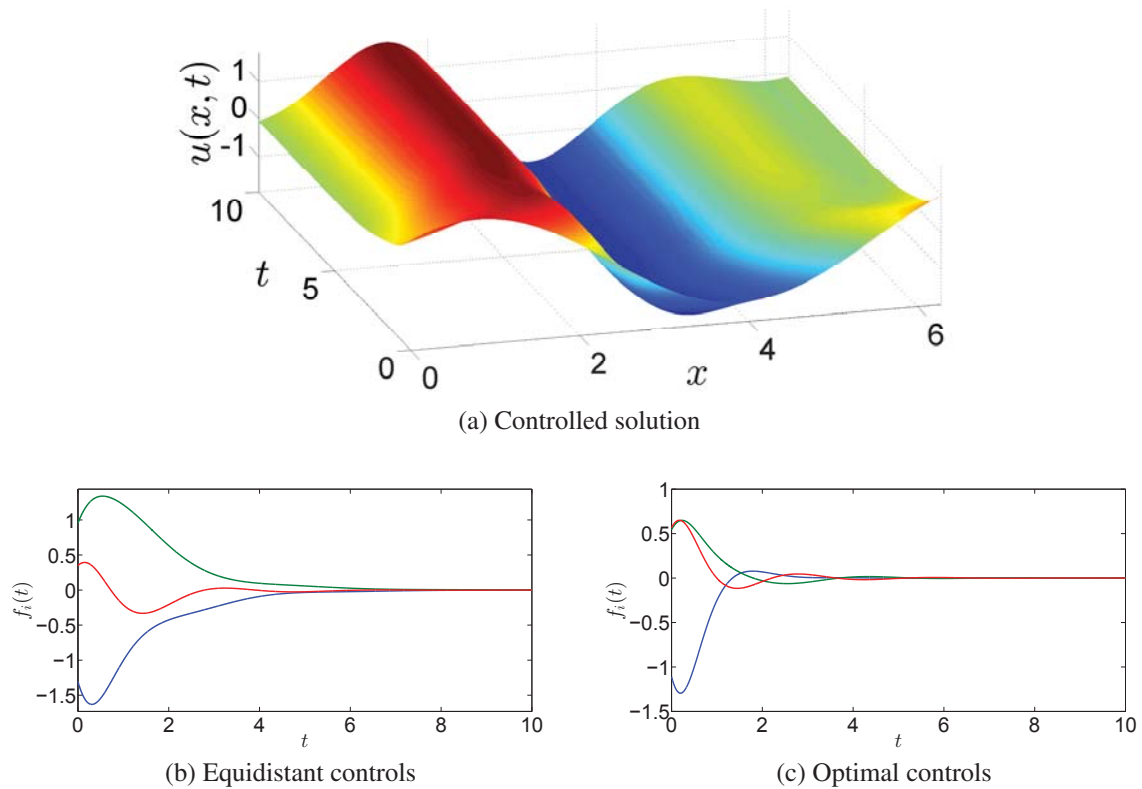 u(x, t)
1
0
-1
10
5
0
t
0
2
4
6
x
(a) Controlled solution
1
0.5
0
−0.5
−1
−1.5
f_i(t)
0 2 4 6 8 10
t
(b) Equidistant controls
1
0.5
0
−0.5
−1
−1.5
f_i(t)
0 2 4 6 8 10
t
(c) Optimal controls